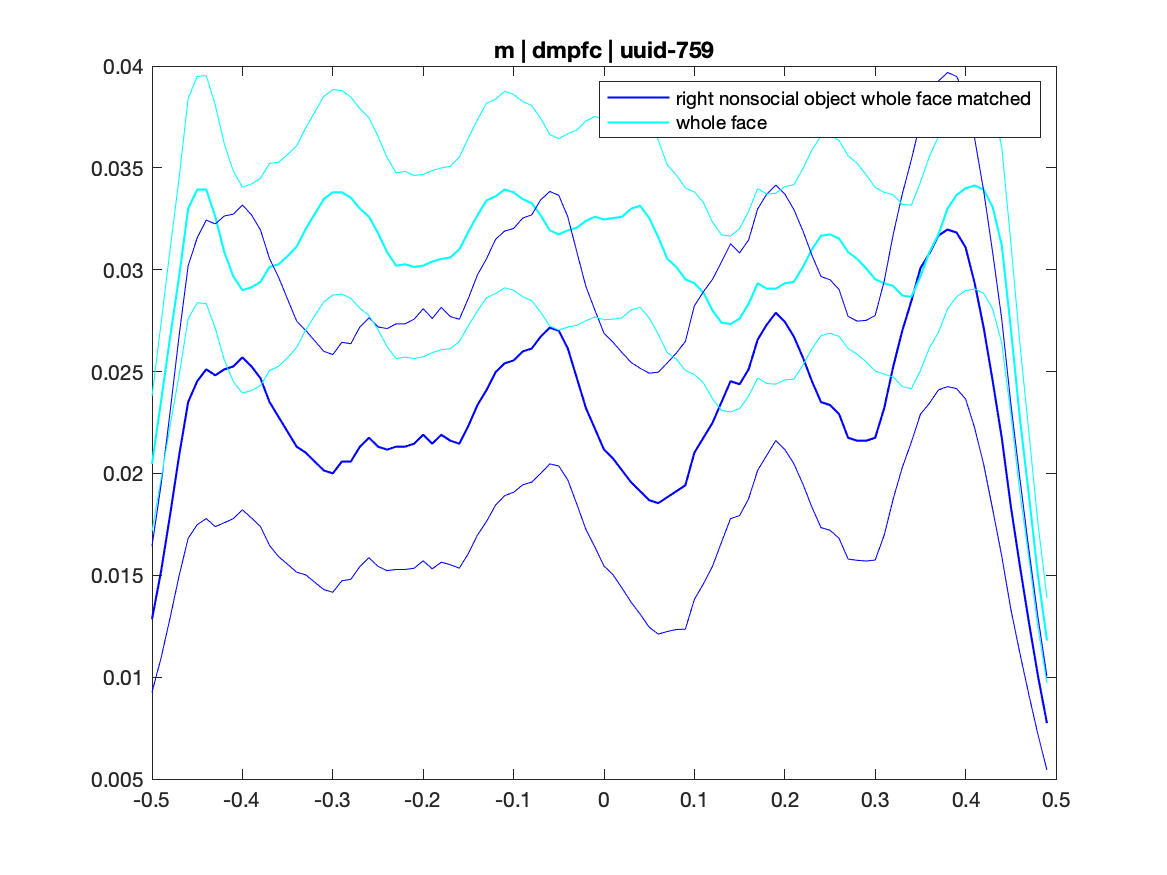 m | dmpfc | uuid-759
right nonsocial object whole face matched
whole face
0.04
0.035
0.03
0.025
0.02
0.015
0.01
0.005
-0.5 -0.4 -0.3 -0.2 -0.1 0 0.1 0.2 0.3 0.4 0.5